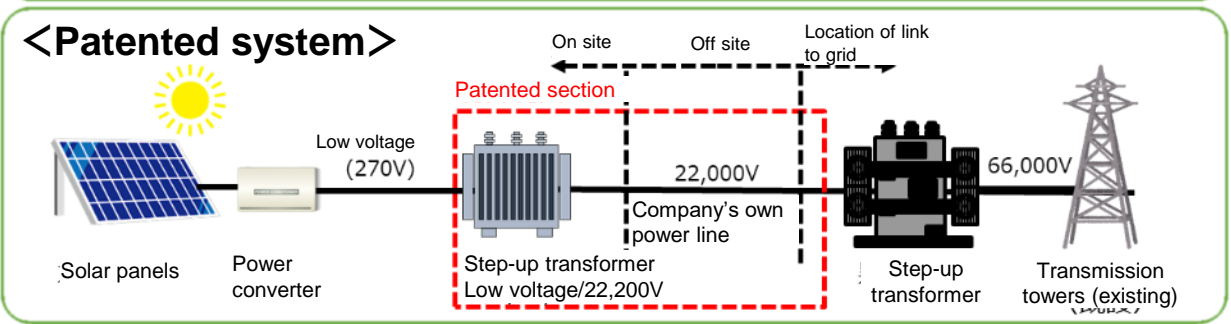 ＜Patented system＞
On site
Off site
Location of link
to grid
Patented section
Low voltage
(270V)
22,000V
66,000V
Company's own
power line
Solar panels
Power
converter
Step-up transformer
Low voltage/22,200V
Step-up
transformer
Transmission
towers (existing)